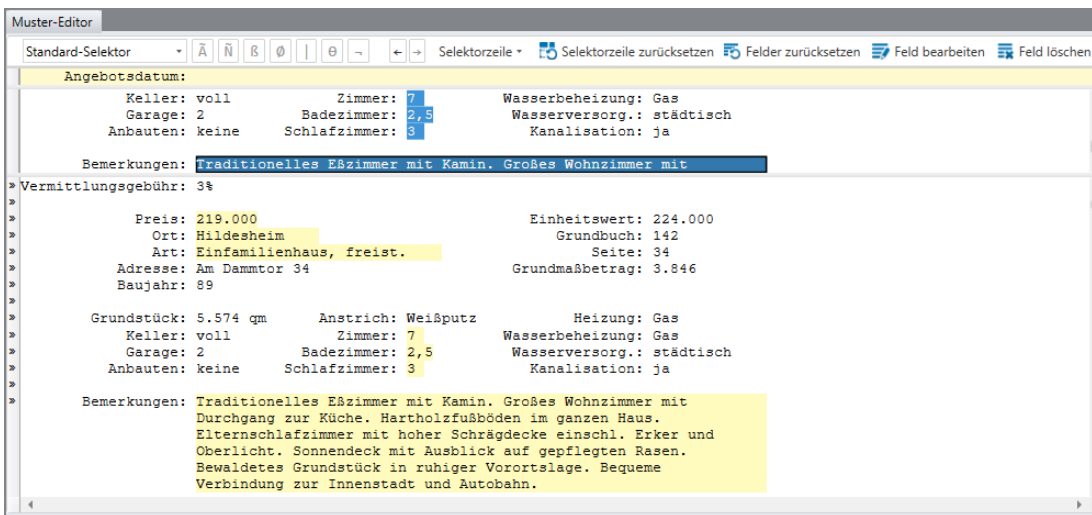 Muster-Editor
Standard-Selektor Ã Ñ ß Ø | Θ ¬ ← → Selektorzeile Selektorzeile zurücksetzen Felder zurücksetzen Feld bearbeiten Feld löschen
Angebotsdatum:
Keller: voll Zimmer: 7 Wasserbeheizung: Gas
Garage: 2 Badezimmer: 2,5 Wasserversorg.: städtisch
Anbauten: keine Schlafzimmer: 3 Kanalisation: ja
Bemerkungen: Traditionelles Eßzimmer mit Kamin. Großes Wohnzimmer mit
» Vermittlungsgebühr: 3%
»
» Preis: 219.000 Einheitswert: 224.000
» Ort: Hildesheim Grundbuch: 142
» Art: Einfamilienhaus, freist. Seite: 34
» Adresse: Am Dammtor 34 Grundmaßbetrag: 3.846
» Baujahr: 89
»
» Grundstück: 5.574 qm Anstrich: Weißputz Heizung: Gas
» Keller: voll Zimmer: 7 Wasserbeheizung: Gas
» Garage: 2 Badezimmer: 2,5 Wasserversorg.: städtisch
» Anbauten: keine Schlafzimmer: 3 Kanalisation: ja
»
» Bemerkungen: Traditionelles Eßzimmer mit Kamin. Großes Wohnzimmer mit
Durchgang zur Küche. Hartholzfußböden im ganzen Haus.
Elternschlafzimmer mit hoher Schrägdecke einschl. Erker und
Oberlicht. Sonnendeck mit Ausblick auf gepflegten Rasen.
Bewaldetes Grundstück in ruhiger Vorortslage. Bequeme
Verbindung zur Innenstadt und Autobahn.